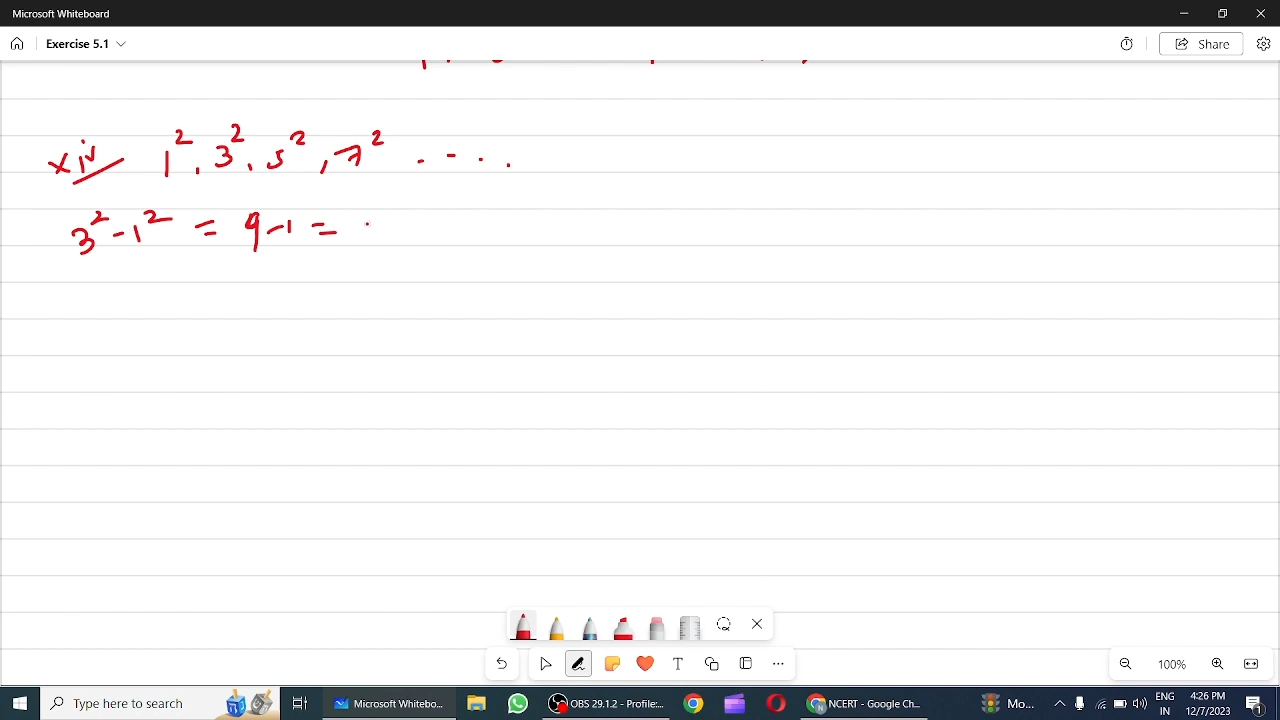 Microsoft Whiteboard
Exercise 5.1
Share
xiv 1², 3², 5², 7² . - . .
3² - 1² = 9 - 1 =
T
100%
Type here to search
Microsoft Whitebo...
OBS 29.1.2 - Profile...
NCERT - Google Ch...
Mo...
ENG
IN
4:26 PM
12/7/2023